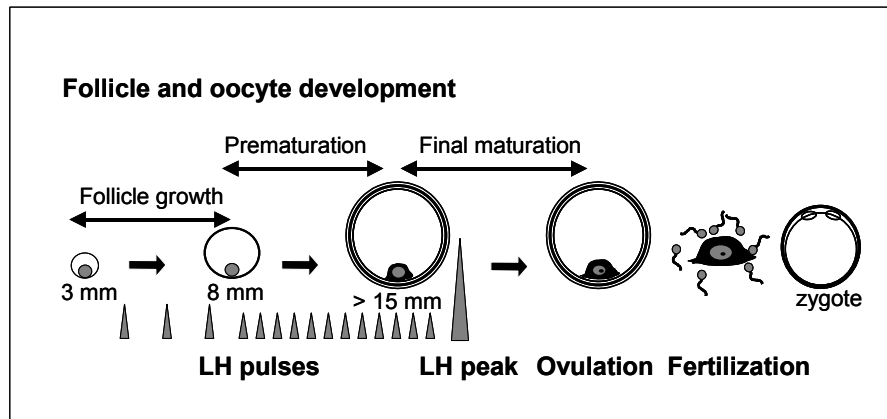 Follicle and oocyte development
Prematuration
Final maturation
Follicle growth
3 mm
8 mm
> 15 mm
zygote
LH pulses
LH peak
Ovulation
Fertilization